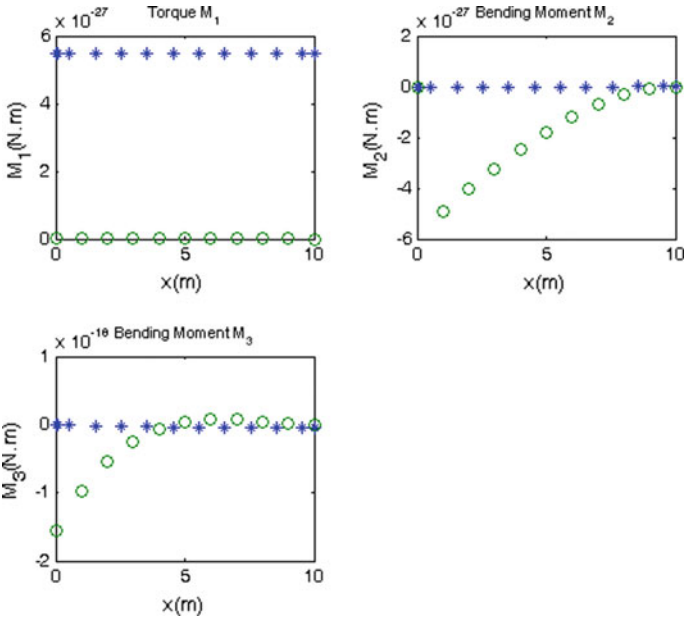 × 10⁻²⁷ Torque M₁
6
4
2
0
M₁(N.m)
0 5 10
x(m)
× 10⁻²⁷ Bending Moment M₂
2
0
-2
-4
-6
M₂(N.m)
0 5 10
x(m)
× 10⁻¹⁶ Bending Moment M₃
1
0
-1
-2
M₃(N.m)
0 5 10
x(m)